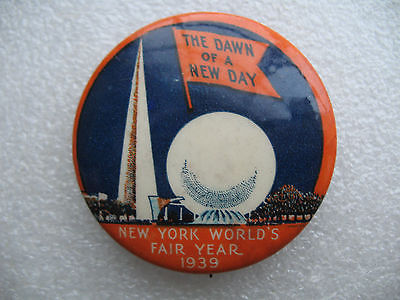 THE DAWN
OF A
NEW DAY
NEW YORK WORLD'S
FAIR YEAR
1939